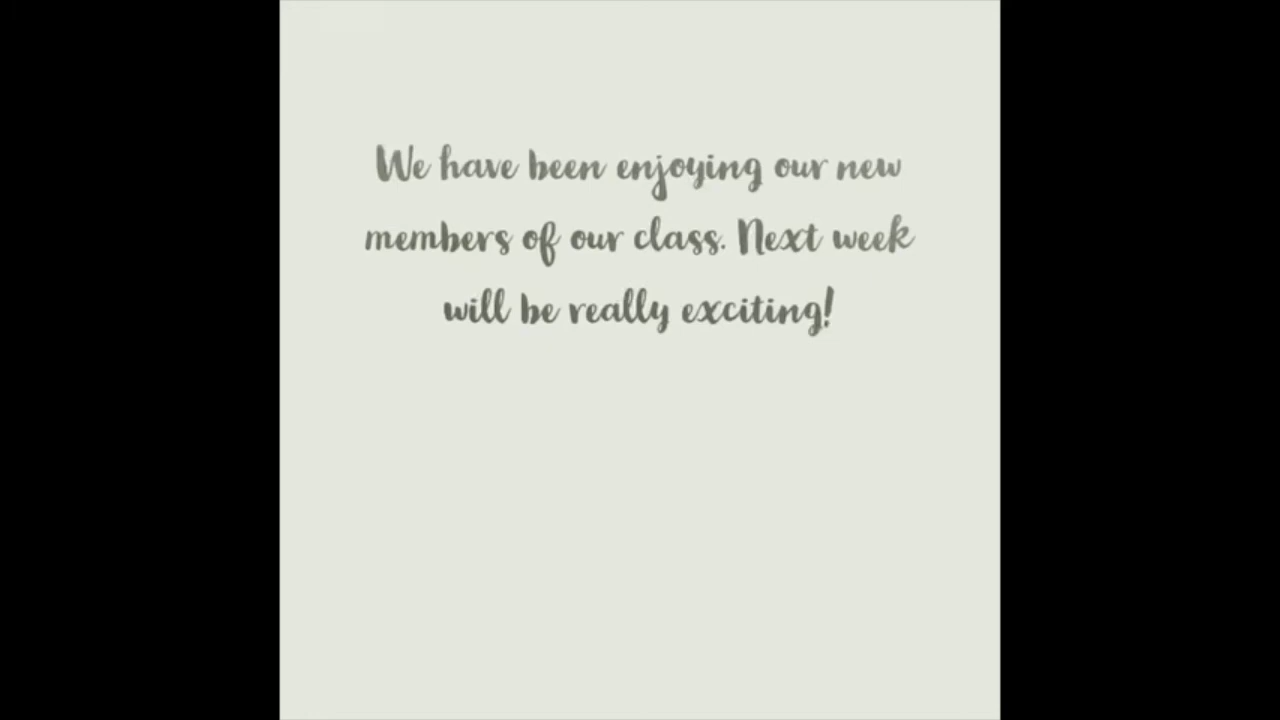 We have been enjoying our new
members of our class. Next week
will be really exciting!